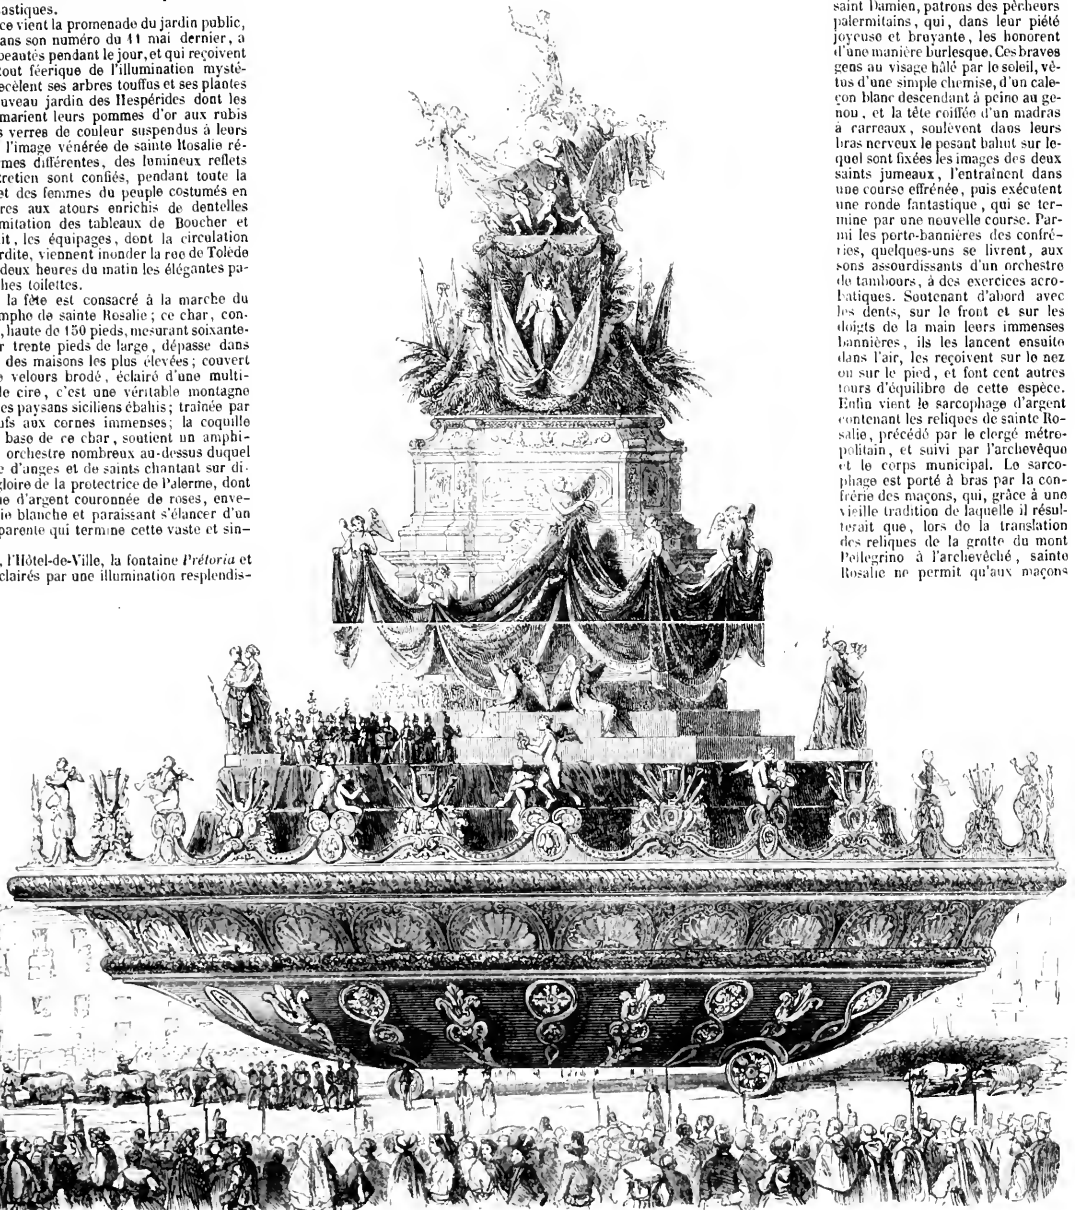 astiques.
ce vient la promenade du jardin public,
ans son numéro du 11 mai dernier, a
beautés pendant le jour, et qui reçoivent
tout féerique de l'illumination mysté-
ecèlent ses arbres touffus et ses plantes
ouveau jardin des Hespérides dont les
marient leurs pommes d'or aux rubis
s verres de couleur suspendus à leurs
l'image vénérée de sainte Rosalie ré-
rmes différentes, des lumineux reflets
tretien sont confiés, pendant toute la
et des femmes du peuple costumés en
res aux atours enrichis de dentelles
mitation des tableaux de Boucher et
it, les équipages, dont la circulation
rdite, viennent inonder la rue de Tolède
deux heures du matin les élégantes pa-
hes toilettes.
la fête est consacré à la marche du
mphe de sainte Rosalie; ce char, con-
, haute de 150 pieds, mesurant soixante-
r trente pieds de large, dépasse dans
des maisons les plus élevées; couvert
e velours brodé, éclairé d'une multi-
de cire, c'est une véritable montagne
es paysans siciliens ébahis; traînée par
ufs aux cornes immenses; la coquille
base de ce char, soutient un amphi-
orchestre nombreux au-dessus duquel
e d'anges et de saints chantant sur di-
gloire de la protectrice de Palerme, dont
ue d'argent couronnée de roses, enve-
ie blanche et paraissant s'élancer d'un
parente qui termine cette vaste et sin-
, l'Hôtel-de-Ville, la fontaine Prétoria et
clairés par une illumination resplendis-
saint Damien, patrons des pêcheurs
palermitains, qui, dans leur piété
joyeuse et bruyante, les honorent
d'une manière burlesque. Ces braves
gens au visage hâlé par le soleil, vê-
tus d'une simple chemise, d'un cale-
çon blanc descendant à peine au ge-
nou, et la tête coiffée d'un madras
à carreaux, soulèvent dans leurs
bras nerveux le pesant bahut sur le-
quel sont fixées les images des deux
saints jumeaux, l'entraînent dans
une course effrénée, puis exécutent
une ronde fantastique, qui se ter-
mine par une nouvelle course. Par-
mi les porte-bannières des confré-
ries, quelques-uns se livrent, aux
sons assourdissants d'un orchestre
de tambours, à des exercices acro-
batiques. Soutenant d'abord avec
les dents, sur le front et sur les
doigts de la main leurs immenses
bannières, ils les lancent ensuite
dans l'air, les reçoivent sur le nez
ou sur le pied, et font cent autres
tours d'équilibre de cette espèce.
Enfin vient le sarcophage d'argent
contenant les reliques de sainte Ro-
salie, précédé par le clergé métro-
politain, et suivi par l'archevêque
et le corps municipal. Le sarco-
phage est porté à bras par la con-
frérie des maçons, qui, grâce à une
vieille tradition de laquelle il résul-
terait que, lors de la translation
des reliques de la grotte du mont
Pellegrino à l'archevêché, sainte
Rosalie ne permit qu'aux maçons